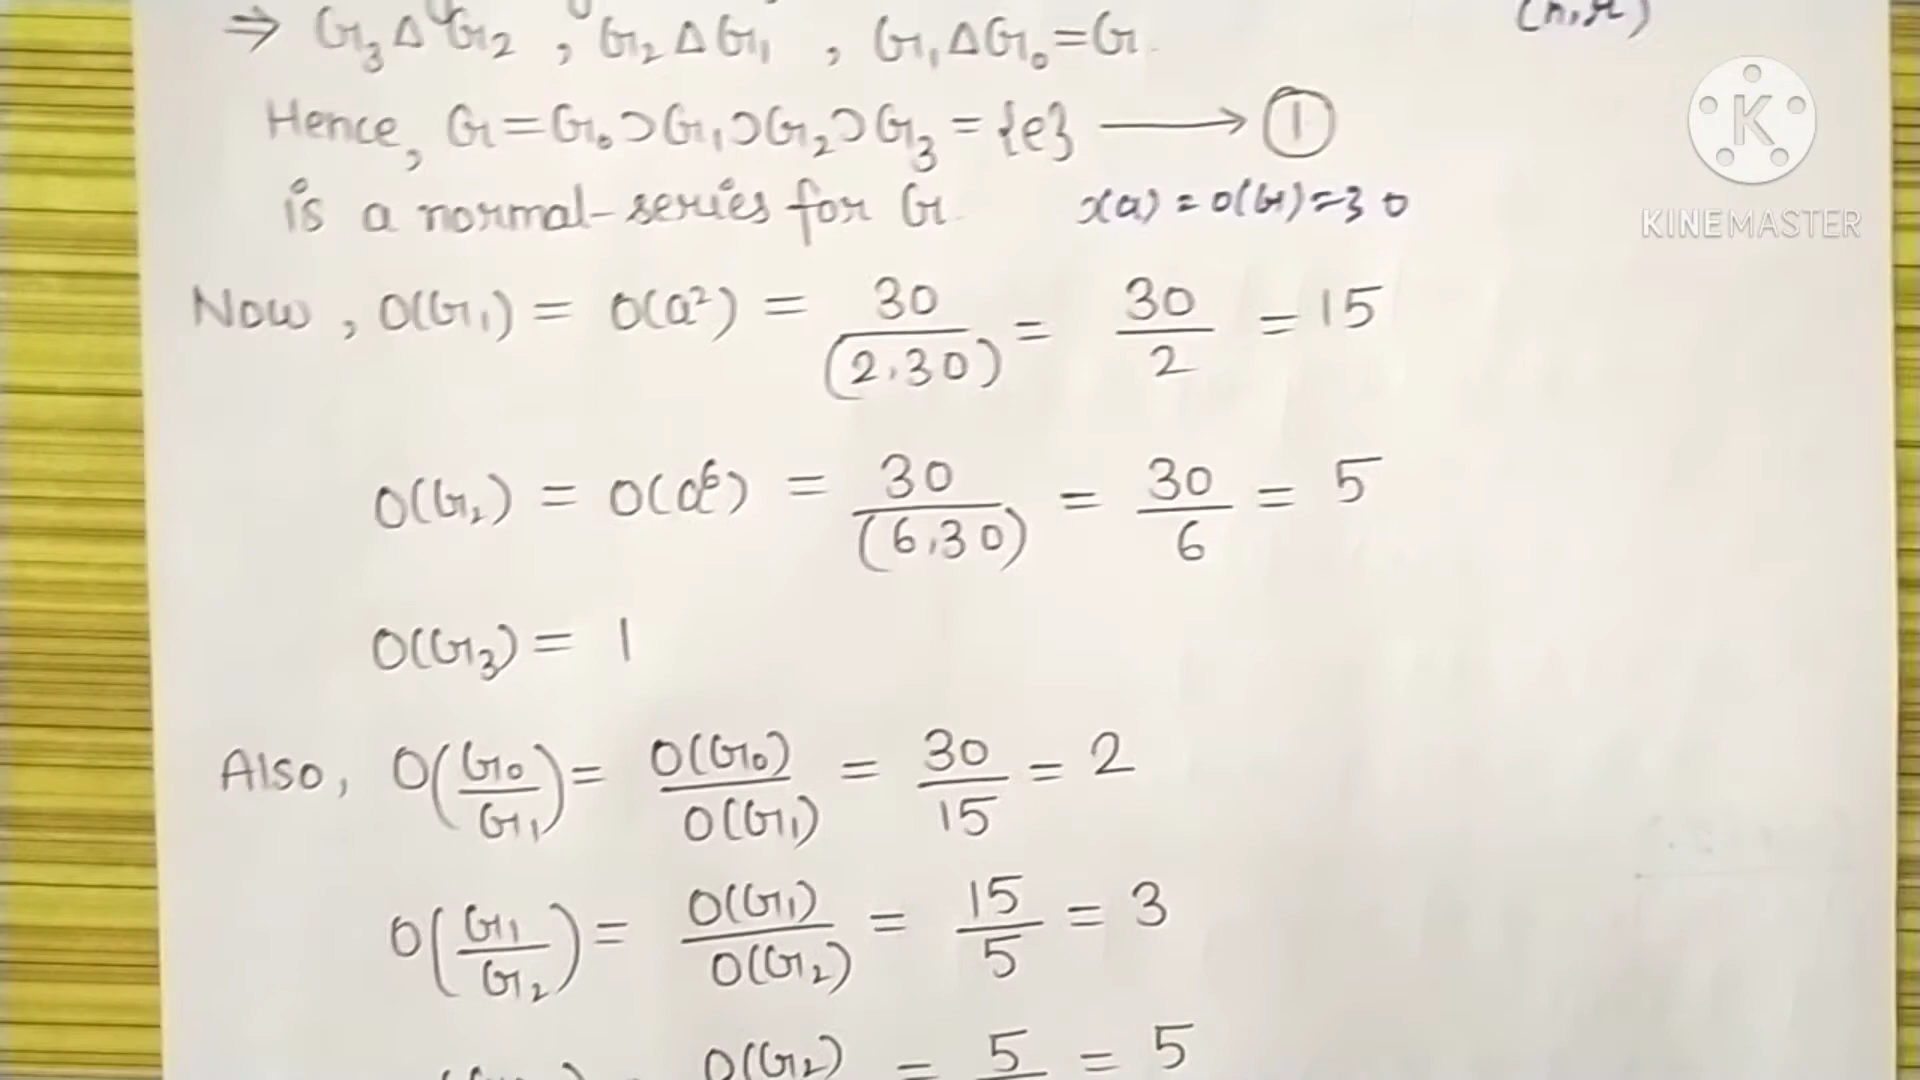 (n,r)
⇒ G₃ Δ G₂ , G₂ Δ G₁ , G₁ Δ G₀ = G
Hence, G = G₀ ⊃ G₁ ⊃ G₂ ⊃ G₃ = {e} ⟶ ①
is a normal-series for G
x(a) = O(G) = 30
K
KINEMASTER
Now, O(G₁) = O(a²) = 30/(2,30) = 30/2 = 15
O(G₂) = O(a⁶) = 30/(6,30) = 30/6 = 5
O(G₃) = 1
Also, O(G₀/G₁) = O(G₀)/O(G₁) = 30/15 = 2
O(G₁/G₂) = O(G₁)/O(G₂) = 15/5 = 3
O(G₂) = 5 = 5